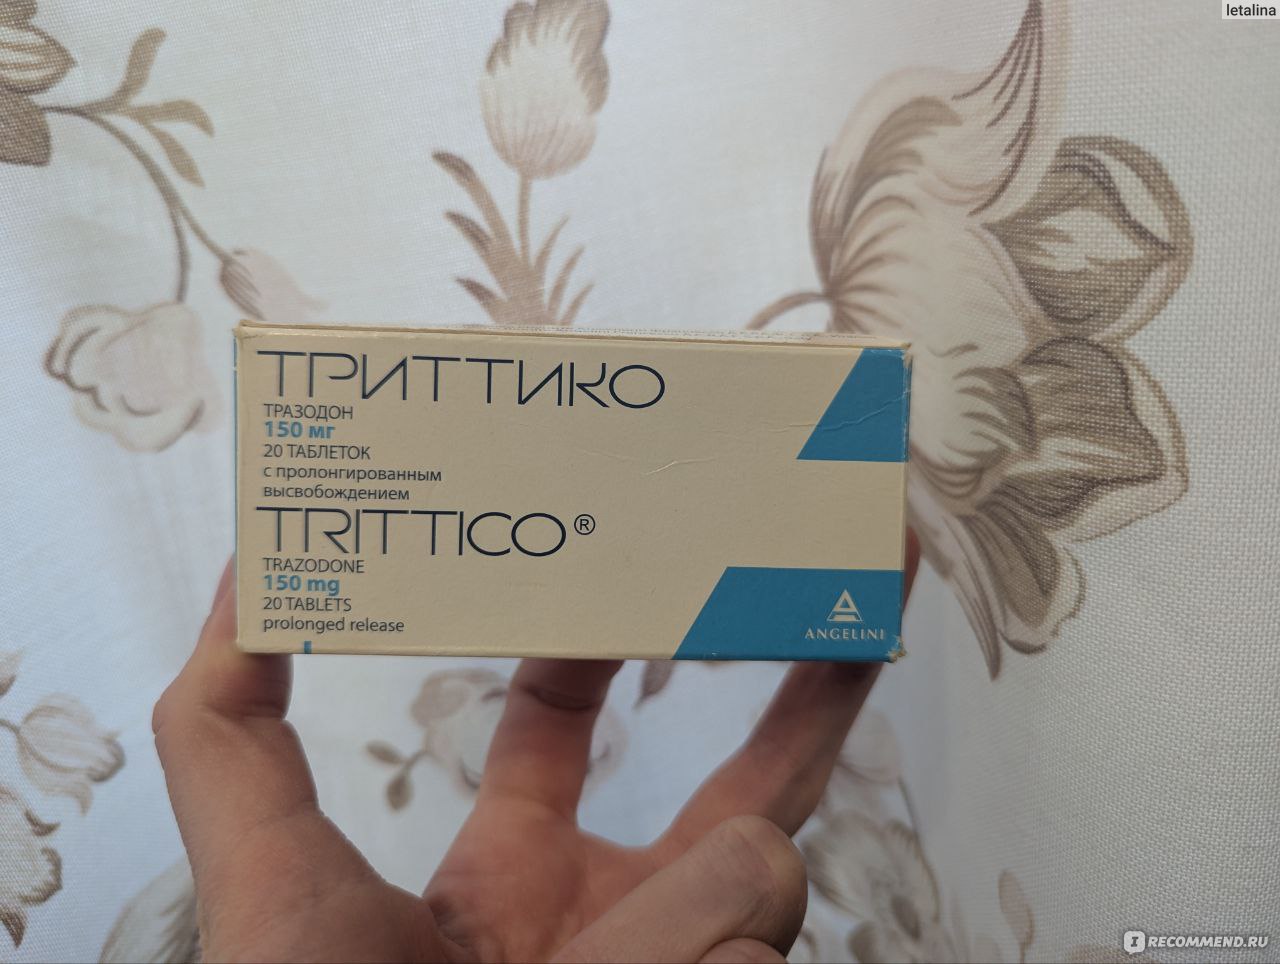 letalina
ТРИТТИКО
ТРАЗОДОН
150 мг
20 ТАБЛЕТОК
с пролонгированным
высвобождением
TRITTICO®
TRAZODONE
150 mg
20 TABLETS
prolonged release
ANGELINI
I RECOMMEND.RU